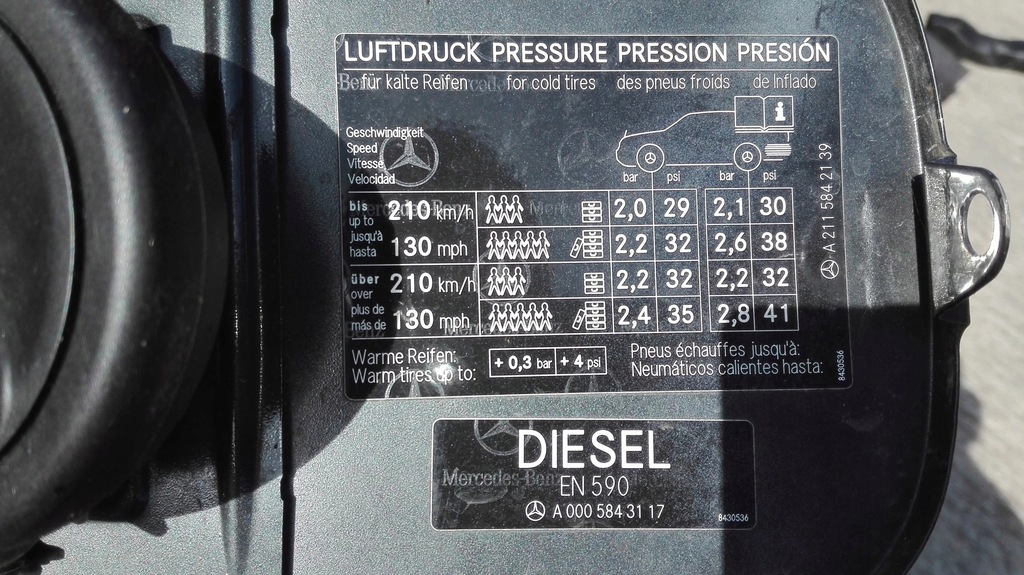 LUFTDRUCK PRESSURE PRESSION PRESIÓN
für kalte Reifen for cold tires des pneus froids de Inflado
i
Geschwindigkeit
Speed
Vitesse
Velocidad
bar psi bar psi
bis
up to
jusqu'à
hasta
210 km/h 2,0 29 2,1 30
130 mph 2,2 32 2,6 38
über
over
plus de
más de
210 km/h 2,2 32 2,2 32
130 mph 2,4 35 2,8 41
Warme Reifen:
Warm tires up to:
+ 0,3 bar + 4 psi
Pneus échauffes jusqu'à:
Neumáticos calientes hasta:
A 211 584 21 39
8430536
DIESEL
Mercedes-Benz
EN 590
A 000 584 31 17
8430536